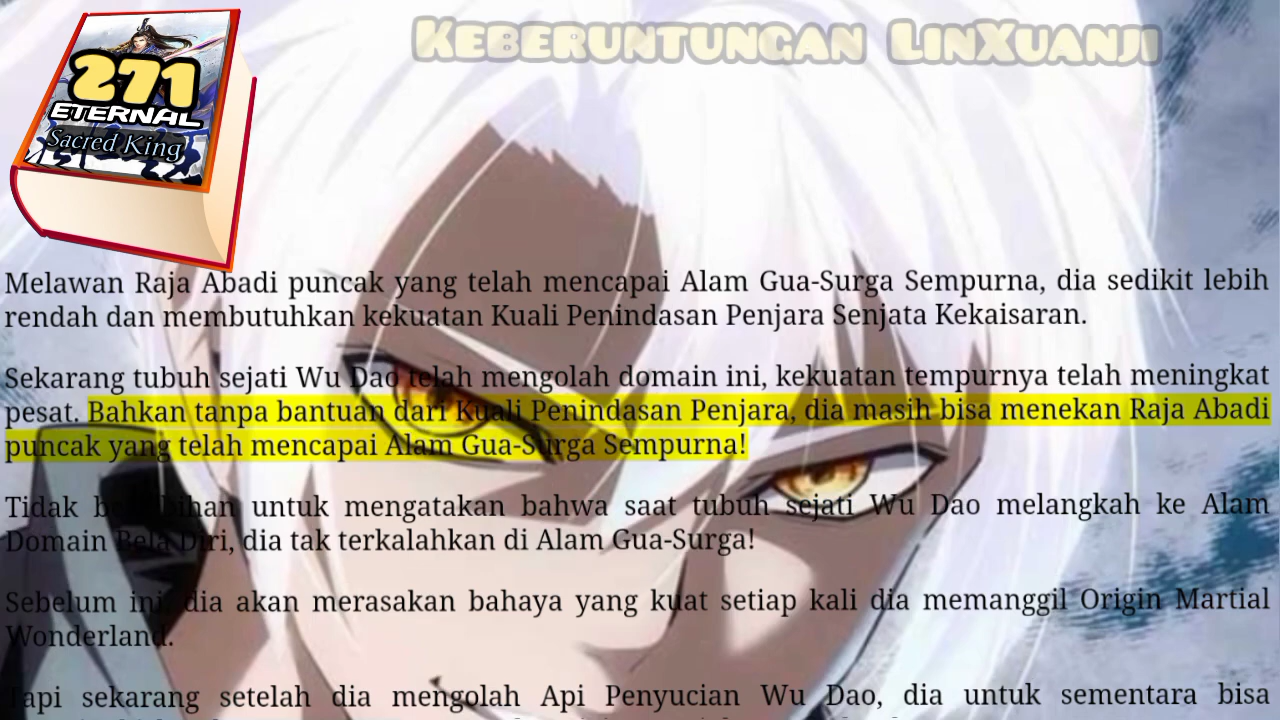 Keberuntungan LinXuanji
271
ETERNAL
Sacred King
Melawan Raja Abadi puncak yang telah mencapai Alam Gua-Surga Sempurna, dia sedikit lebih
rendah dan membutuhkan kekuatan Kuali Penindasan Penjara Senjata Kekaisaran.
Sekarang tubuh sejati Wu Dao telah mengolah domain ini, kekuatan tempurnya telah meningkat
pesat. Bahkan tanpa bantuan dari Kuali Penindasan Penjara, dia masih bisa menekan Raja Abadi
puncak yang telah mencapai Alam Gua-Surga Sempurna!
Tidak berlebihan untuk mengatakan bahwa saat tubuh sejati Wu Dao melangkah ke Alam
Domain Bela Diri, dia tak terkalahkan di Alam Gua-Surga!
Sebelum ini, dia akan merasakan bahaya yang kuat setiap kali dia memanggil Origin Martial
Wonderland.
Tapi sekarang setelah dia mengolah Api Penyucian Wu Dao, dia untuk sementara bisa